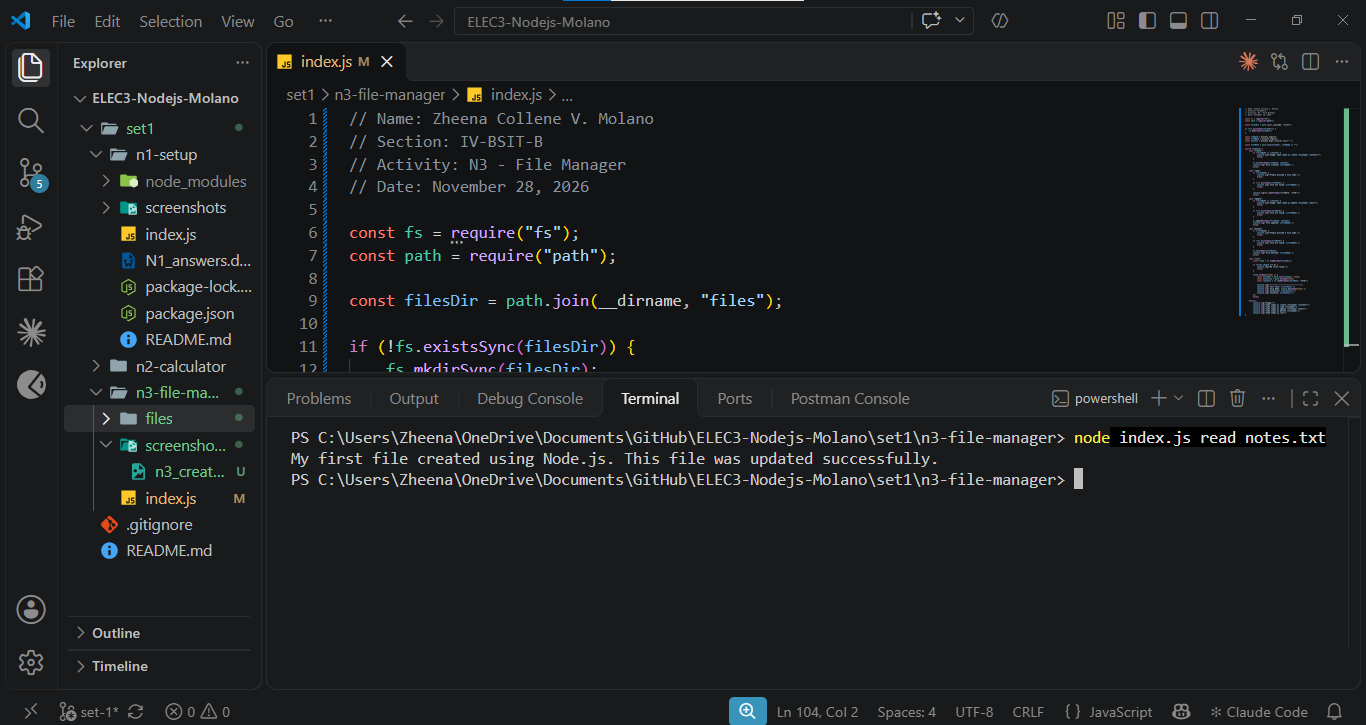 File Edit Selection View Go ··· ELEC3-Nodejs-Molano
Explorer ···
ELEC3-Nodejs-Molano
set1
n1-setup
node_modules
screenshots
index.js
N1_answers.d...
package-lock....
package.json
README.md
n2-calculator
n3-file-ma...
files
screensho...
n3_creat... U
index.js M
.gitignore
README.md
Outline
Timeline
5
index.js M
set1 > n3-file-manager > index.js > ...
1 // Name: Zheena Collene V. Molano
2 // Section: IV-BSIT-B
3 // Activity: N3 - File Manager
4 // Date: November 28, 2026
5
6 const fs = require("fs");
7 const path = require("path");
8
9 const filesDir = path.join(__dirname, "files");
10
11 if (!fs.existsSync(filesDir)) {
12 fs.mkdirSync(filesDir);
Problems Output Debug Console Terminal Ports Postman Console powershell
PS C:\Users\Zheena\OneDrive\Documents\GitHub\ELEC3-Nodejs-Molano\set1\n3-file-manager> node index.js read notes.txt
My first file created using Node.js. This file was updated successfully.
PS C:\Users\Zheena\OneDrive\Documents\GitHub\ELEC3-Nodejs-Molano\set1\n3-file-manager>
set-1* 0 0 Ln 104, Col 2 Spaces: 4 UTF-8 CRLF { } JavaScript Claude Code